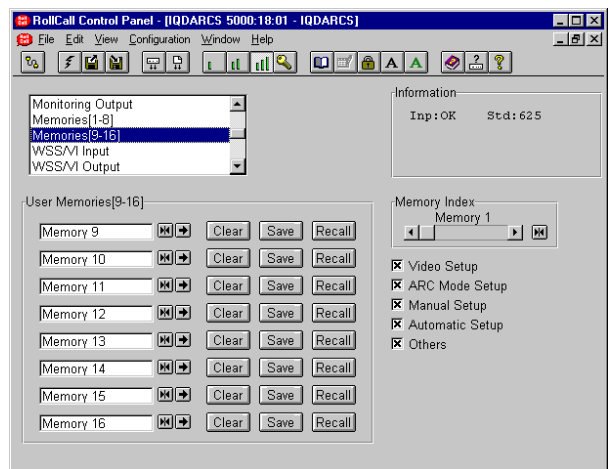 RollCall Control Panel - [IQDARCS 5000:18:01 - IQDARCS]
File Edit View Configuration Window Help
A A
Monitoring Output
Memories[1-8]
Memories[9-16]
WSS/VI Input
WSS/VI Output
Information
Inp:OK Std:625
User Memories[9-16]
Memory 9 Clear Save Recall
Memory 10 Clear Save Recall
Memory 11 Clear Save Recall
Memory 12 Clear Save Recall
Memory 13 Clear Save Recall
Memory 14 Clear Save Recall
Memory 15 Clear Save Recall
Memory 16 Clear Save Recall
Memory Index
Memory 1
Video Setup
ARC Mode Setup
Manual Setup
Automatic Setup
Others